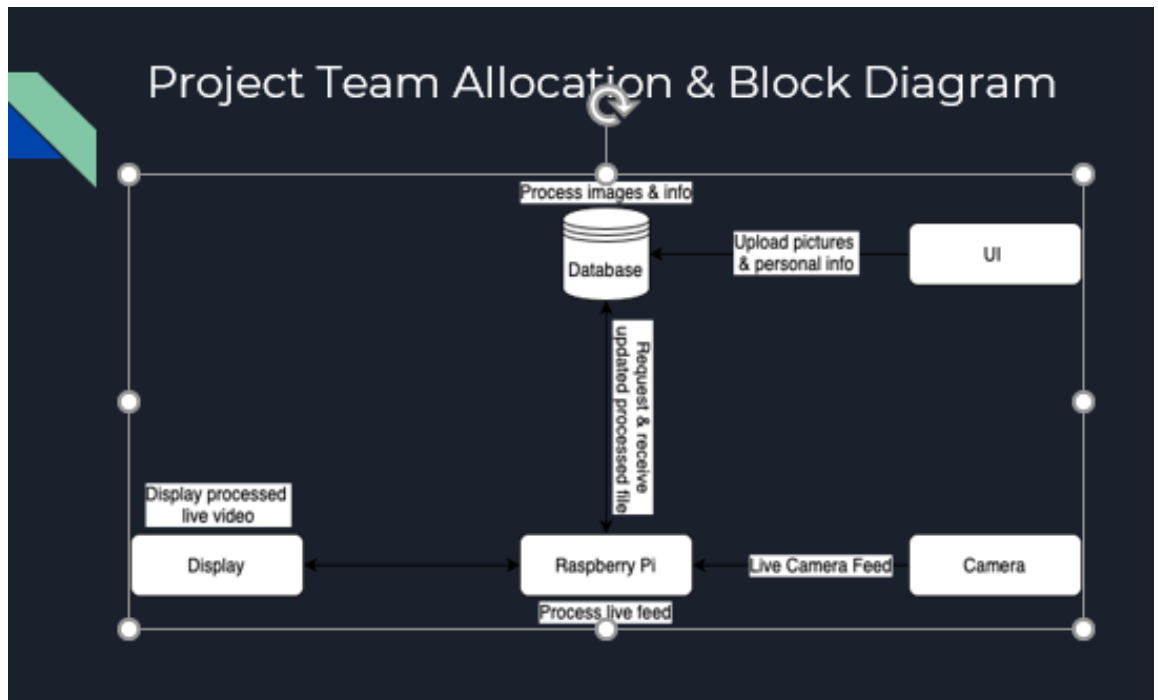 Project Team Allocation & Block Diagram
Process images & info
Database
Upload pictures
& personal info
UI
Request & receive
updated processed file
Display processed
live video
Display
Raspberry Pi
Live Camera Feed
Camera
Process live feed